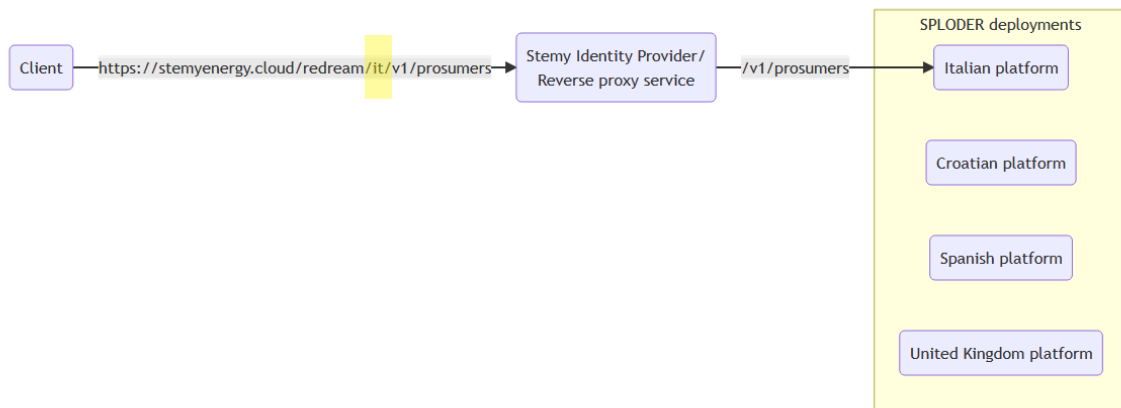 SPLODER deployments
Client
https://stemyenergy.cloud/redream/it/v1/prosumers
Stemy Identity Provider/
Reverse proxy service
/v1/prosumers
Italian platform
Croatian platform
Spanish platform
United Kingdom platform